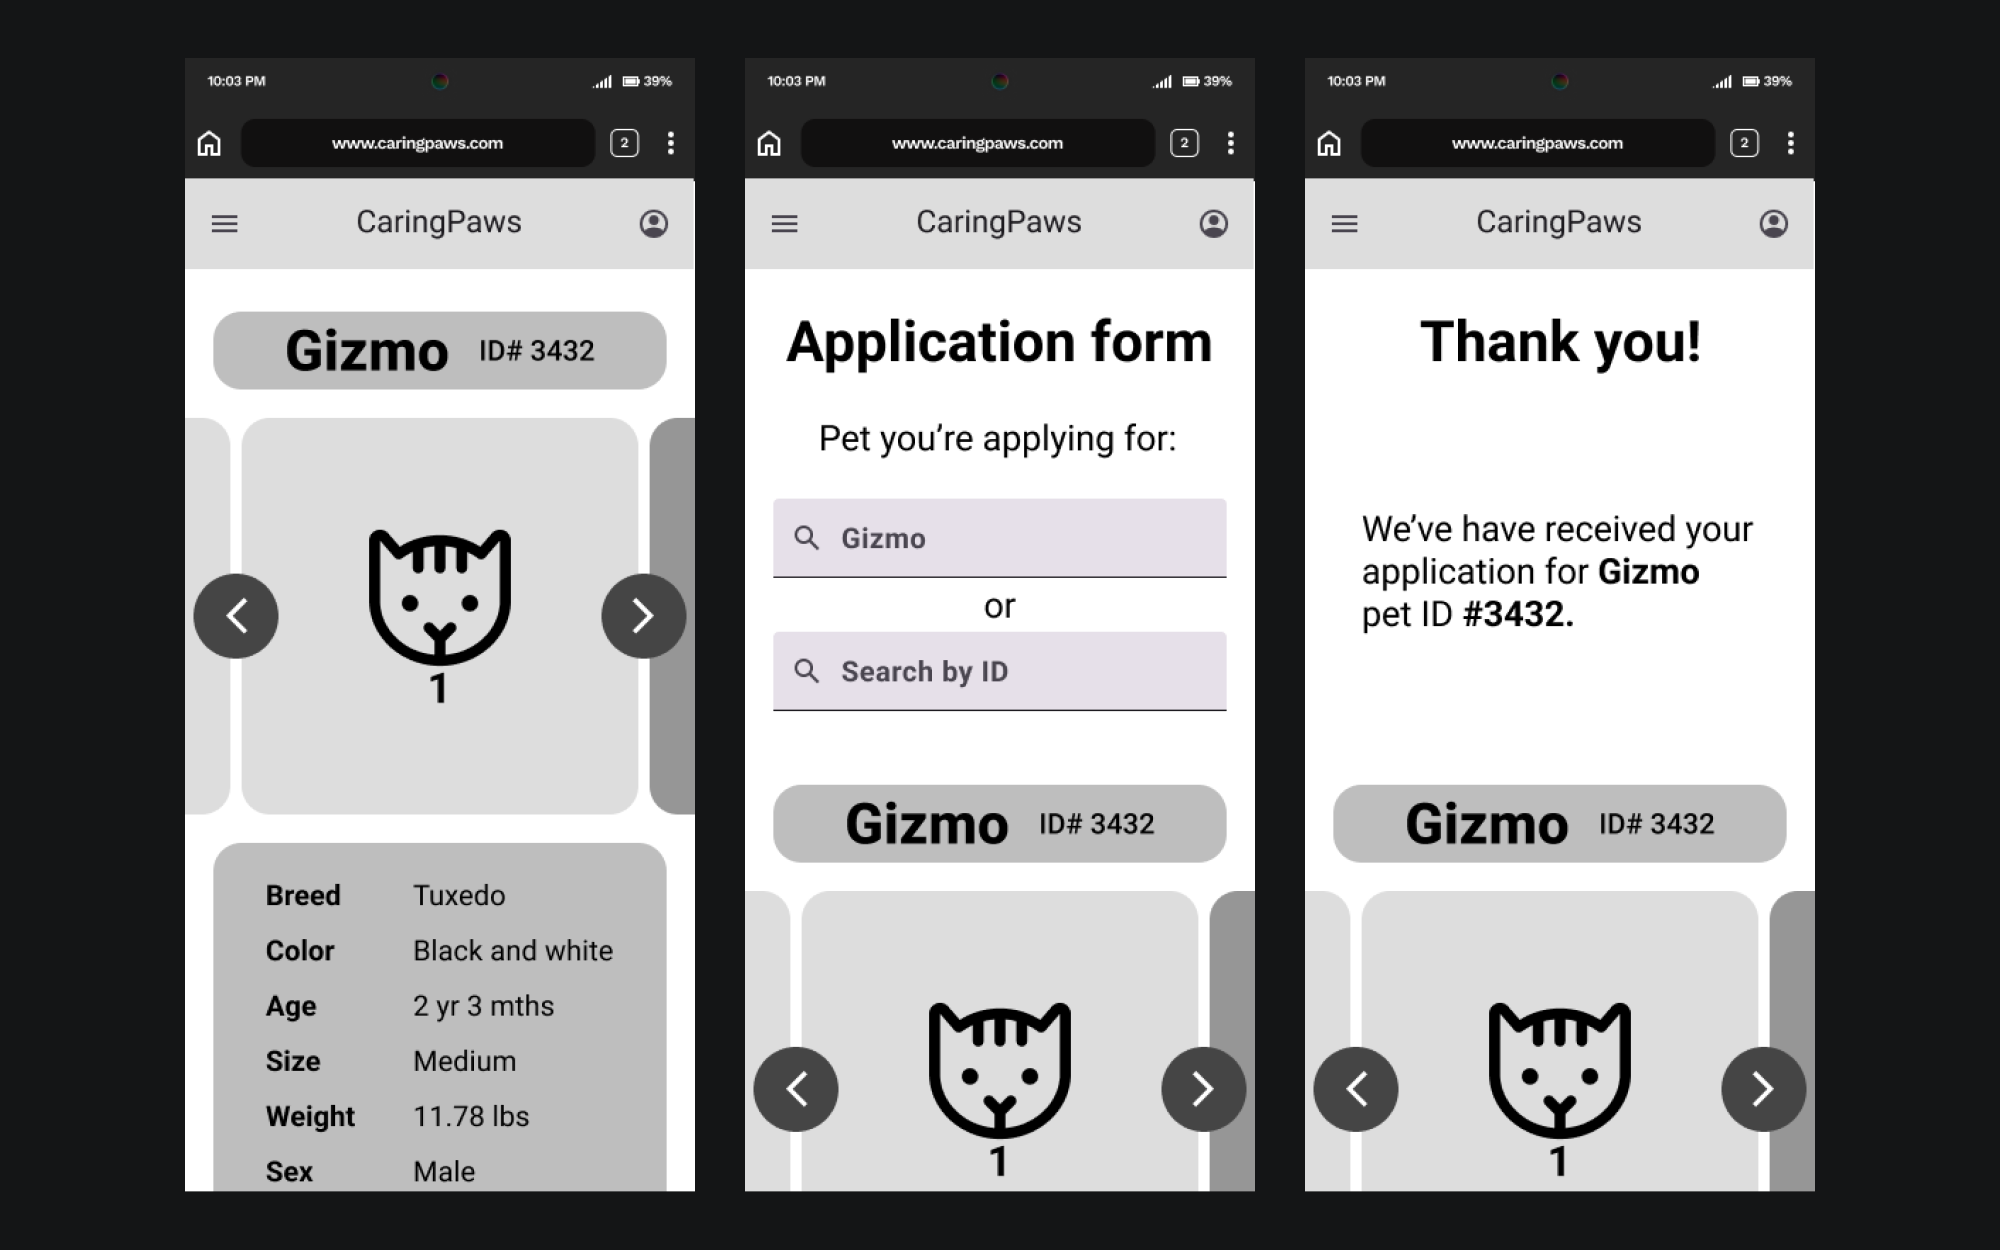 10:03 PM 39%
www.caringpaws.com 2
CaringPaws
Gizmo ID# 3432
1
Breed Tuxedo
Color Black and white
Age 2 yr 3 mths
Size Medium
Weight 11.78 lbs
Sex Male
10:03 PM 39%
www.caringpaws.com 2
CaringPaws
Application form
Pet you’re applying for:
Gizmo
or
Search by ID
Gizmo ID# 3432
1
10:03 PM 39%
www.caringpaws.com 2
CaringPaws
Thank you!
We’ve have received your
application for Gizmo
pet ID #3432.
Gizmo ID# 3432
1